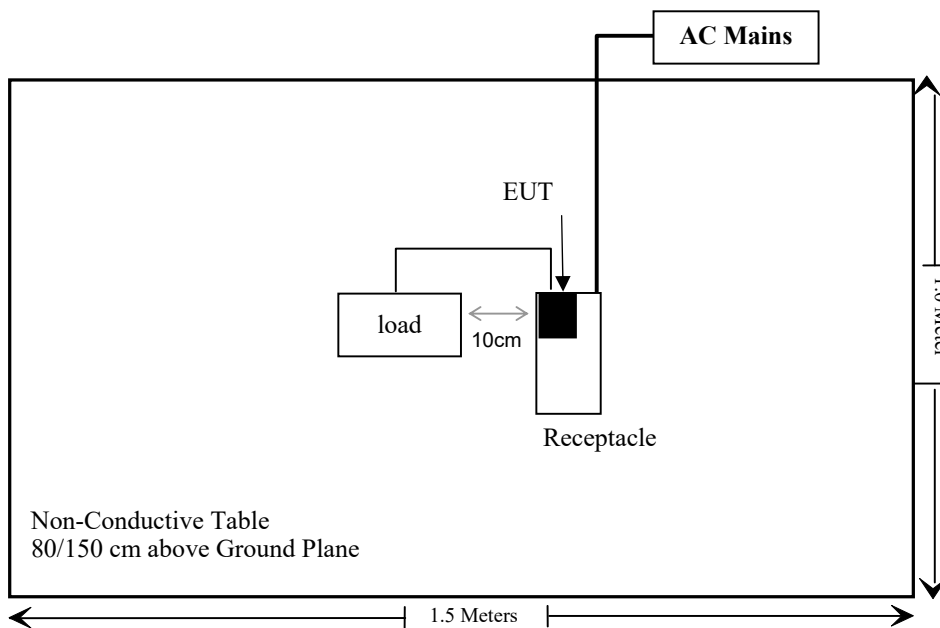 AC Mains
EUT
load
10cm
Receptacle
Non-Conductive Table
80/150 cm above Ground Plane
1.5 Meters